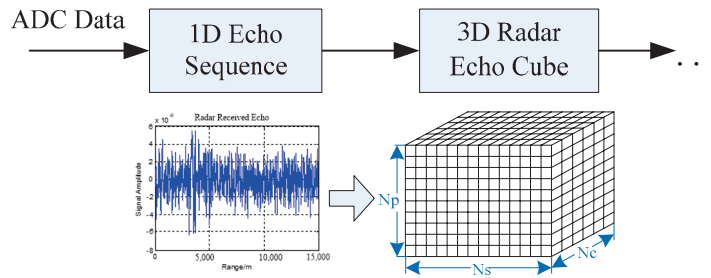 ADC Data
1D Echo
Sequence
3D Radar
Echo Cube
. .
Radar Received Echo
x 10⁻⁶
6
4
2
0
-2
-4
-6
-8
Signal Amplitude
0
5,000
10,000
15,000
Range/m
Np
Ns
Nc